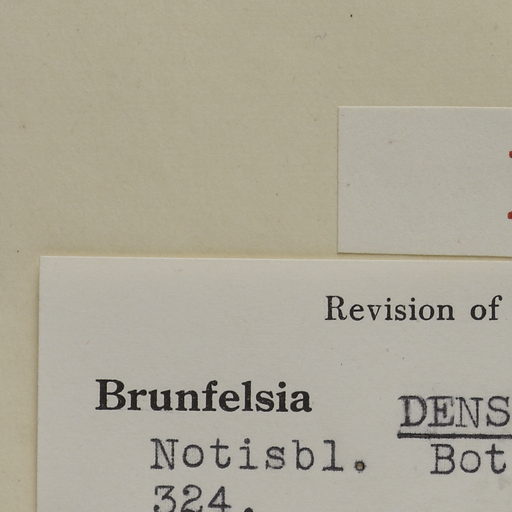 Revision of
Brunfelsia DENS
Notisbl. Bot
324.